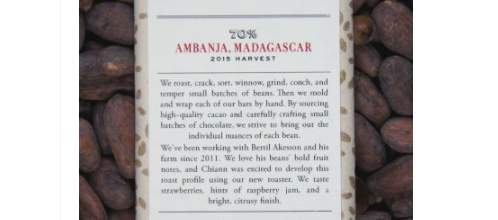 70%
AMBANJA, MADAGASCAR
2015 HARVEST
We roast, crack, sort, winnow, grind, conch, and
temper small batches of beans. Then we mold
and wrap each of our bars by hand. By sourcing
high-quality cacao and carefully crafting small
batches of chocolate, we strive to bring out the
individual nuances of each bean.
We've been working with Bertil Akesson and his
farm since 2011. We love his beans' bold fruit
notes, and Chiann was excited to develop this
roast profile using our new roaster. We taste
strawberries, hints of raspberry jam, and a
bright, citrusy finish.